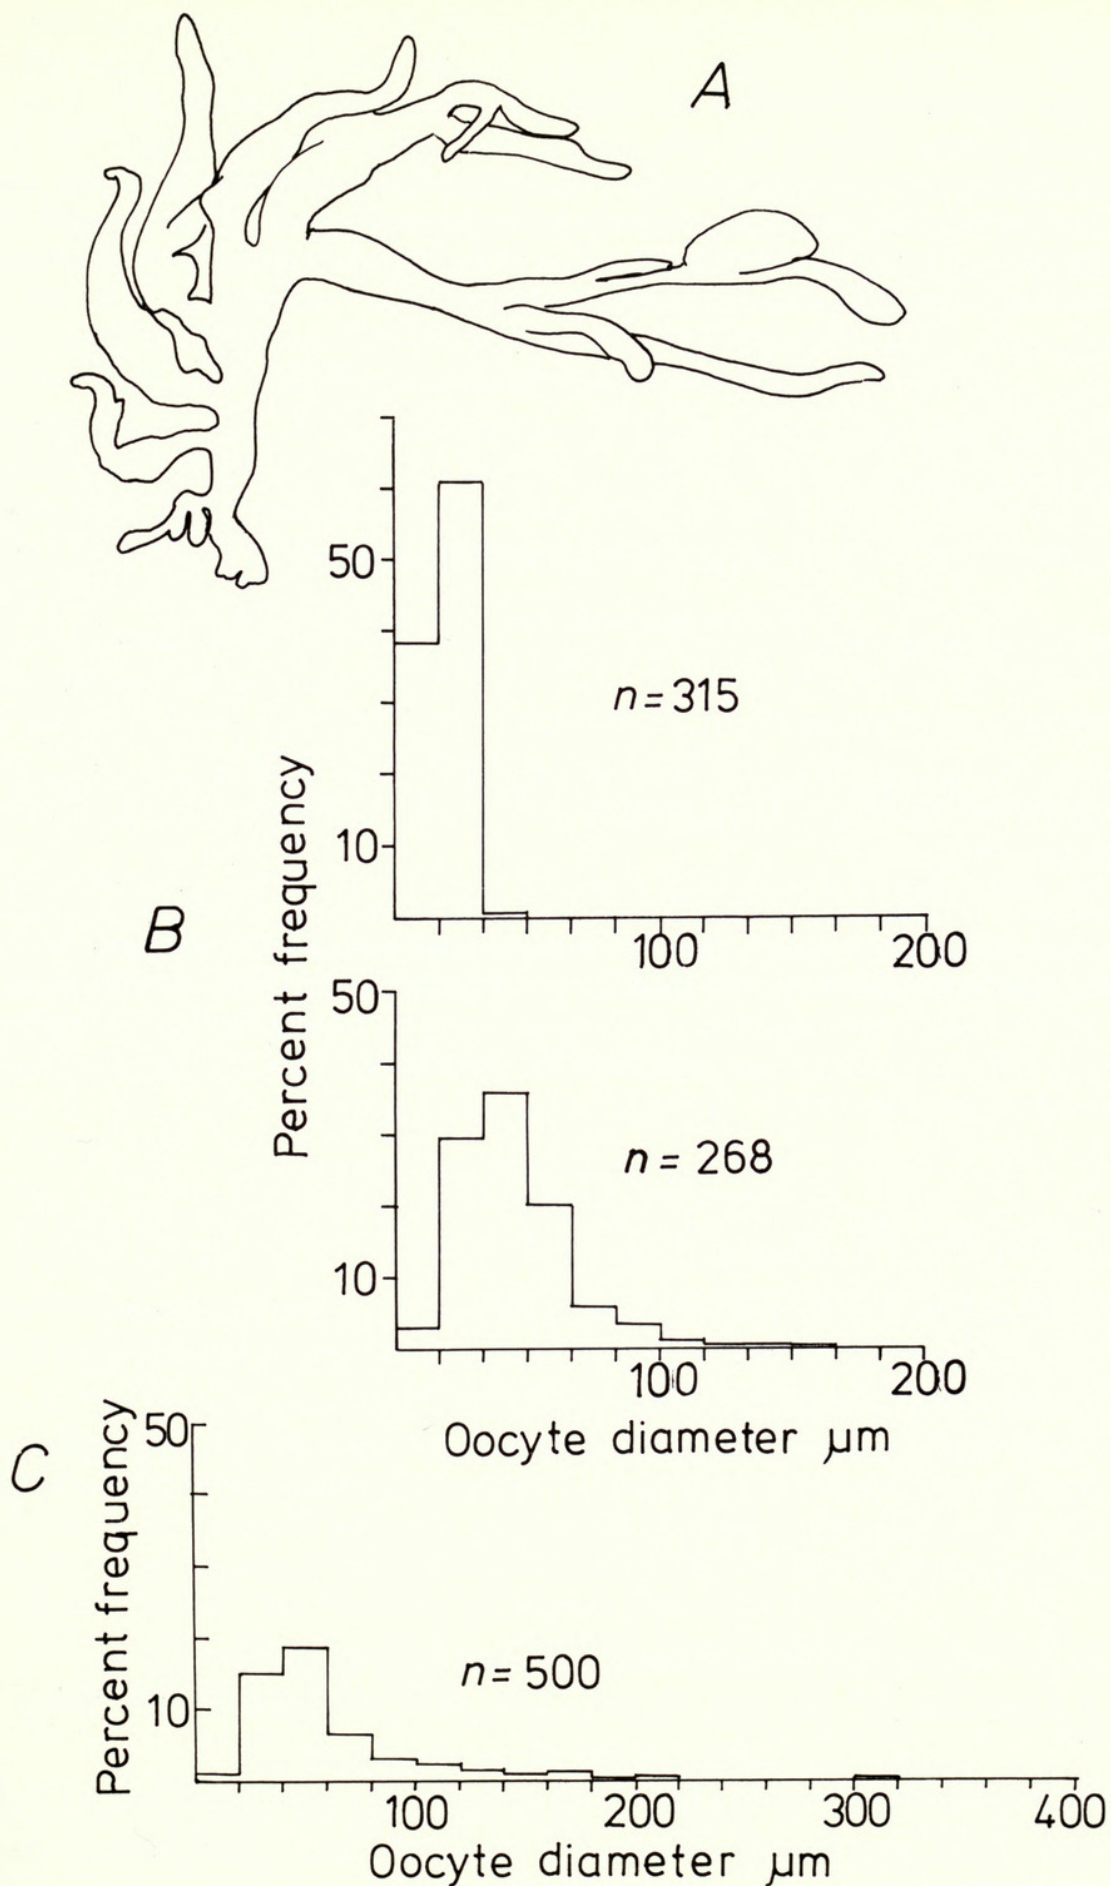 A
50
n = 315
10
B
Percent frequency
100 200
50
n = 268
10
100 200
Oocyte diameter µm
C
50
Percent frequency
n = 500
10
100 200 300 400
Oocyte diameter µm